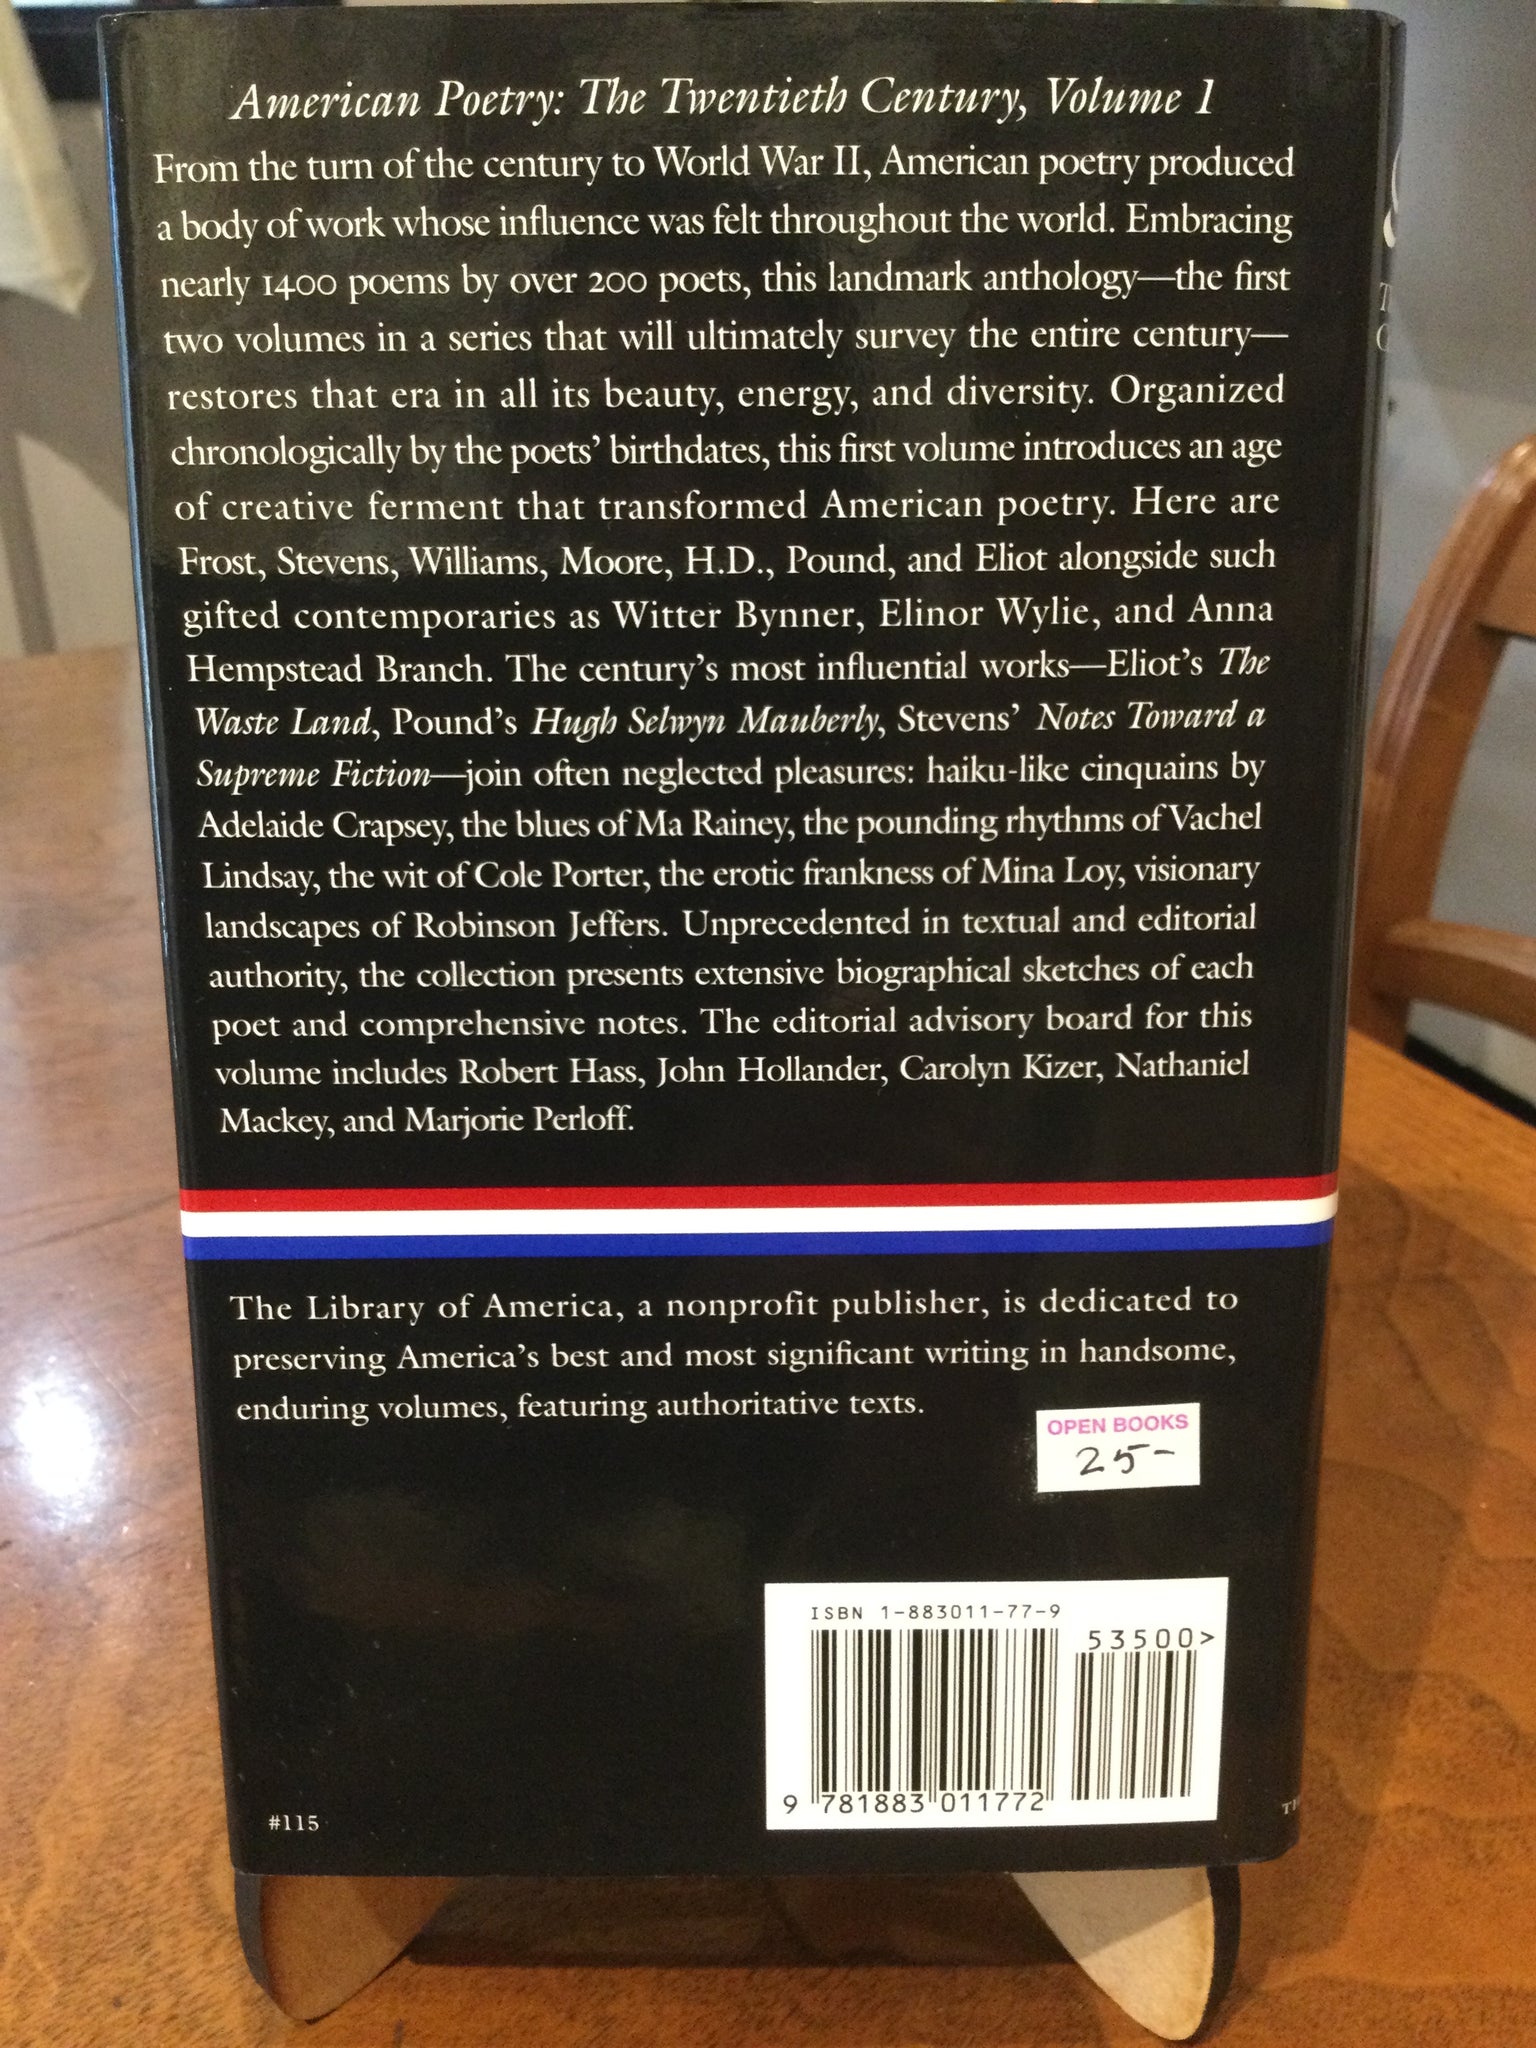 American Poetry: The Twentieth Century, Volume 1
From the turn of the century to World War II, American poetry produced
a body of work whose influence was felt throughout the world. Embracing
nearly 1400 poems by over 200 poets, this landmark anthology—the first
two volumes in a series that will ultimately survey the entire century—
restores that era in all its beauty, energy, and diversity. Organized
chronologically by the poets' birthdates, this first volume introduces an age
of creative ferment that transformed American poetry. Here are
Frost, Stevens, Williams, Moore, H.D., Pound, and Eliot alongside such
gifted contemporaries as Witter Bynner, Elinor Wylie, and Anna
Hempstead Branch. The century's most influential works—Eliot's The
Waste Land, Pound's Hugh Selwyn Mauberly, Stevens' Notes Toward a
Supreme Fiction—join often neglected pleasures: haiku-like cinquains by
Adelaide Crapsey, the blues of Ma Rainey, the pounding rhythms of Vachel
Lindsay, the wit of Cole Porter, the erotic frankness of Mina Loy, visionary
landscapes of Robinson Jeffers. Unprecedented in textual and editorial
authority, the collection presents extensive biographical sketches of each
poet and comprehensive notes. The editorial advisory board for this
volume includes Robert Hass, John Hollander, Carolyn Kizer, Nathaniel
Mackey, and Marjorie Perloff.
The Library of America, a nonprofit publisher, is dedicated to
preserving America's best and most significant writing in handsome,
enduring volumes, featuring authoritative texts.
OPEN BOOKS
25-
ISBN 1-883011-77-9
53500>
9 781883 011772
#115